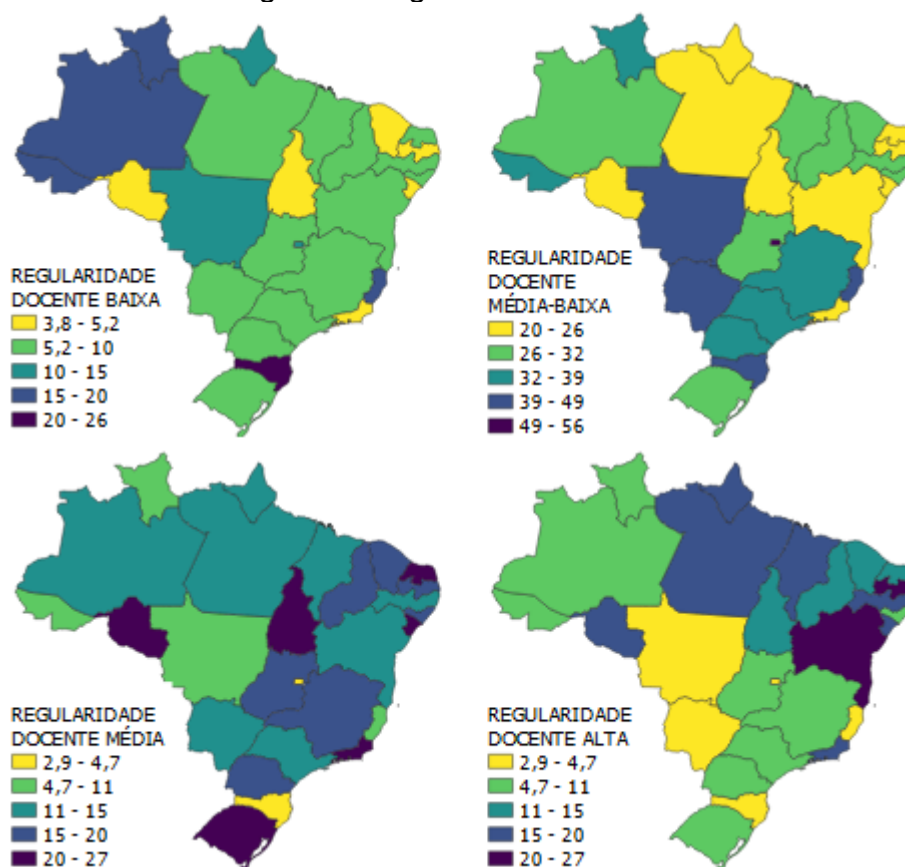 REGULARIDADE
DOCENTE BAIXA
3,8 - 5,2
5,2 - 10
10 - 15
15 - 20
20 - 26
REGULARIDADE
DOCENTE
MÉDIA-BAIXA
20 - 26
26 - 32
32 - 39
39 - 49
49 - 56
REGULARIDADE
DOCENTE MÉDIA
2,9 - 4,7
4,7 - 11
11 - 15
15 - 20
20 - 27
REGULARIDADE
DOCENTE ALTA
2,9 - 4,7
4,7 - 11
11 - 15
15 - 20
20 - 27